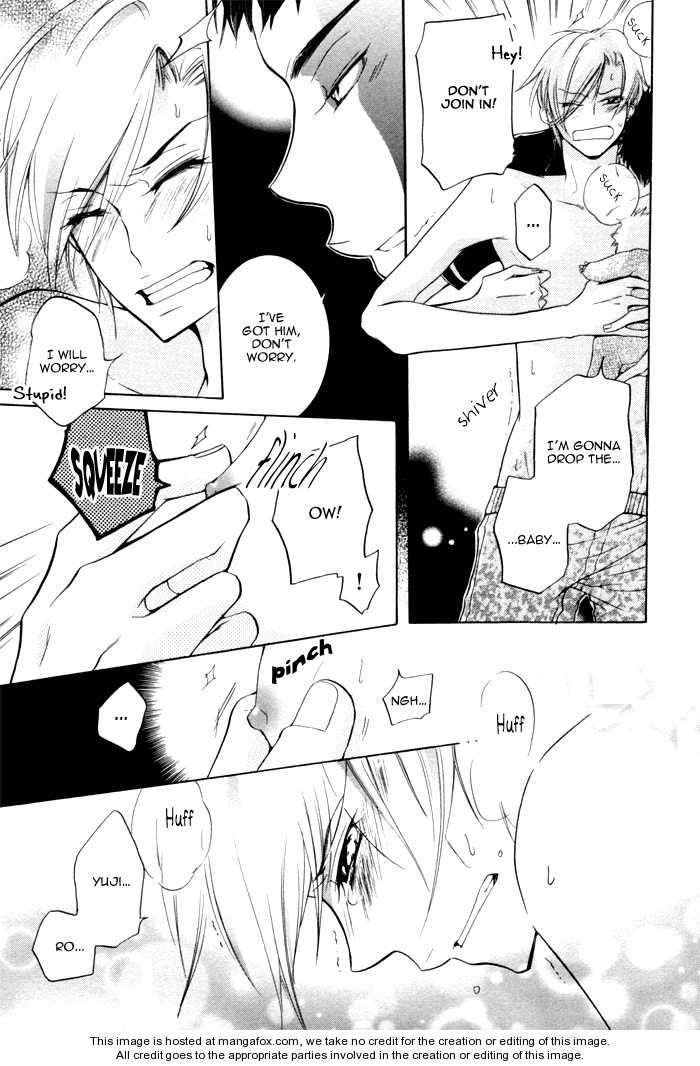 suck
Hey!
DON'T
JOIN IN!
suck
...
I'M GONNA
DROP THE...
...BABY...
shiver
I'VE
GOT HIM,
DON'T
WORRY.
I WILL
WORRY...
Stupid!
SQUEEZE
flinch
OW!
!
pinch
NGH...
...
Huff
Huff
YUJI...
RO...
This image is hosted at mangafox.com, we take no credit for the creation or editing of this image.
All credit goes to the appropriate parties involved in the creation or editing of this image.